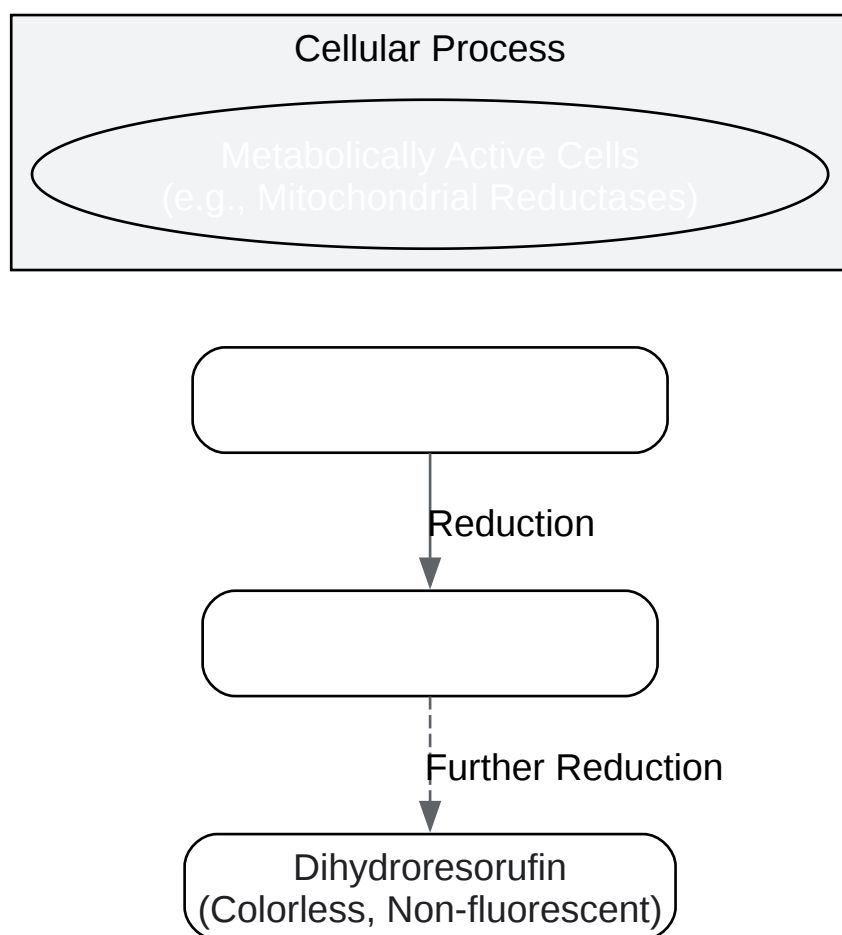 Cellular Process
Metabolically Active Cells
(e.g., Mitochondrial Reductases)
Reduction
Further Reduction
Dihydroresorufin
(Colorless, Non-fluorescent)